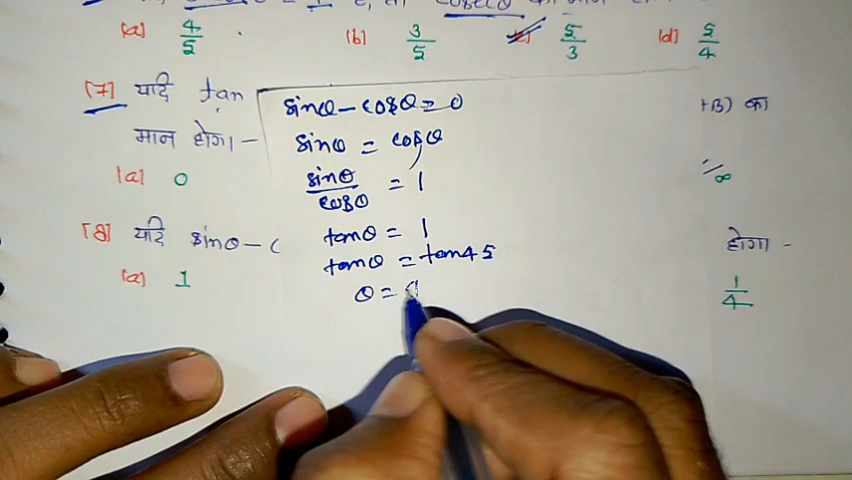 cosecθ का मान
(a) 4/5 (b) 3/5 (c) 5/3 (d) 5/4
(7) यदि tan +B) का
मान होगा।-
(a) 0 ∞
(8) यदि sinθ - c होगा -
(a) 1 1/4
sinθ - cosθ = 0
sinθ = cosθ
sinθ/cosθ = 1
tanθ = 1
tanθ = tan45
θ =